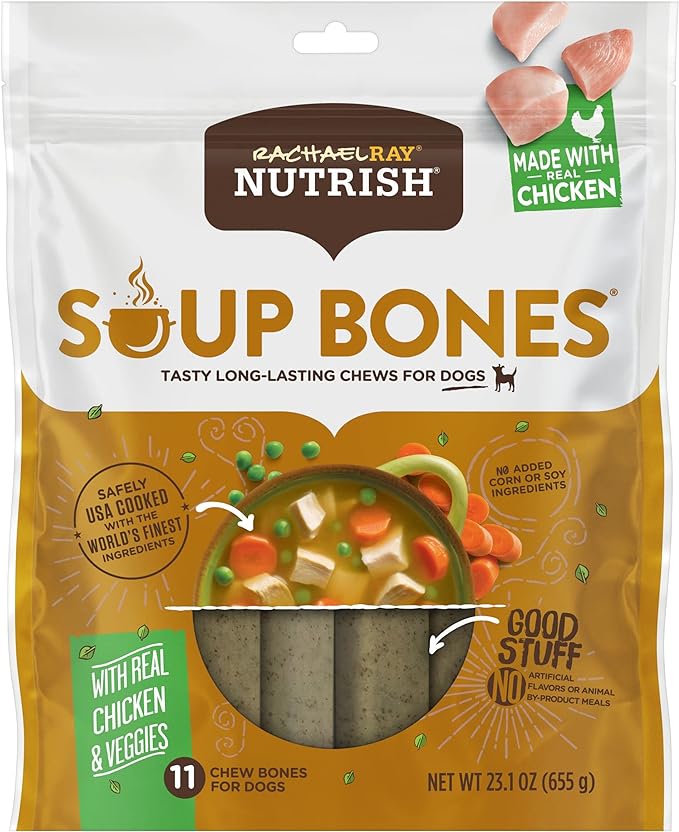 RACHAEL RAY®
NUTRISH®
MADE WITH
REAL
CHICKEN
SOUP BONES®
TASTY LONG-LASTING CHEWS FOR DOGS
SAFELY
USA COOKED
WITH THE
WORLD'S FINEST
INGREDIENTS
NO ADDED
CORN OR SOY
INGREDIENTS
GOOD
STUFF
NO ARTIFICIAL
FLAVORS OR ANIMAL
BY-PRODUCT MEALS
WITH REAL
CHICKEN
& VEGGIES
11 CHEW BONES
FOR DOGS
NET WT 23.1 OZ (655 g)